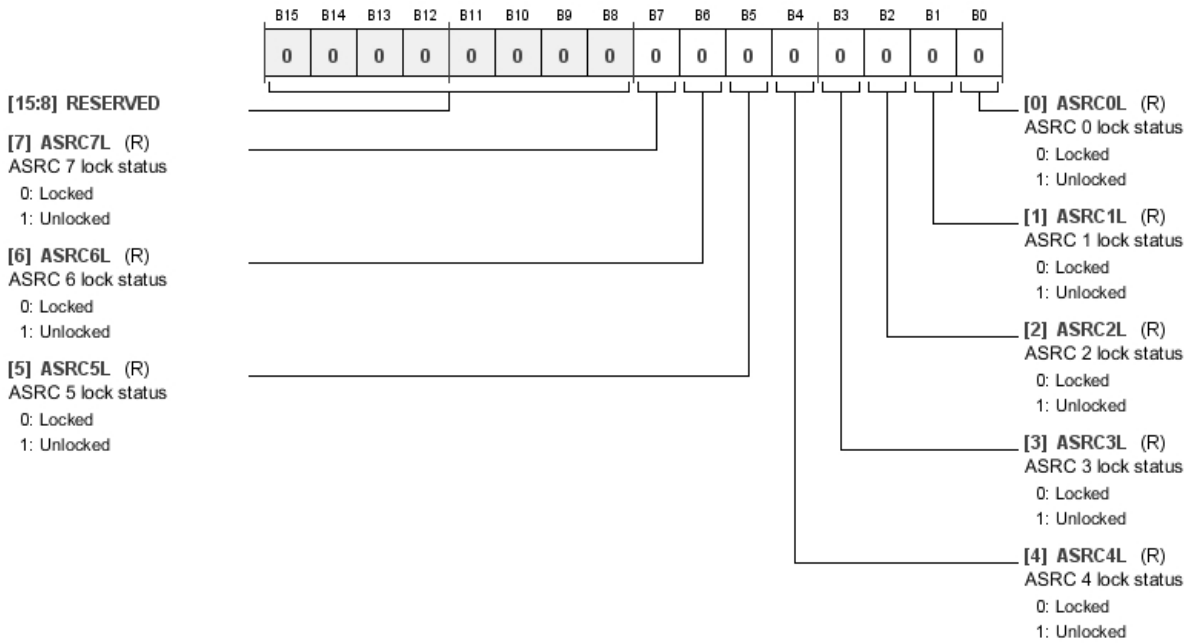 B15 B14 B13 B12 B11 B10 B9 B8 B7 B6 B5 B4 B3 B2 B1 B0
0 0 0 0 0 0 0 0 0 0 0 0 0 0 0 0
[15:8] RESERVED
[7] ASRC7L (R)
ASRC 7 lock status
0: Locked
1: Unlocked
[6] ASRC6L (R)
ASRC 6 lock status
0: Locked
1: Unlocked
[5] ASRC5L (R)
ASRC 5 lock status
0: Locked
1: Unlocked
[0] ASRC0L (R)
ASRC 0 lock status
0: Locked
1: Unlocked
[1] ASRC1L (R)
ASRC 1 lock status
0: Locked
1: Unlocked
[2] ASRC2L (R)
ASRC 2 lock status
0: Locked
1: Unlocked
[3] ASRC3L (R)
ASRC 3 lock status
0: Locked
1: Unlocked
[4] ASRC4L (R)
ASRC 4 lock status
0: Locked
1: Unlocked